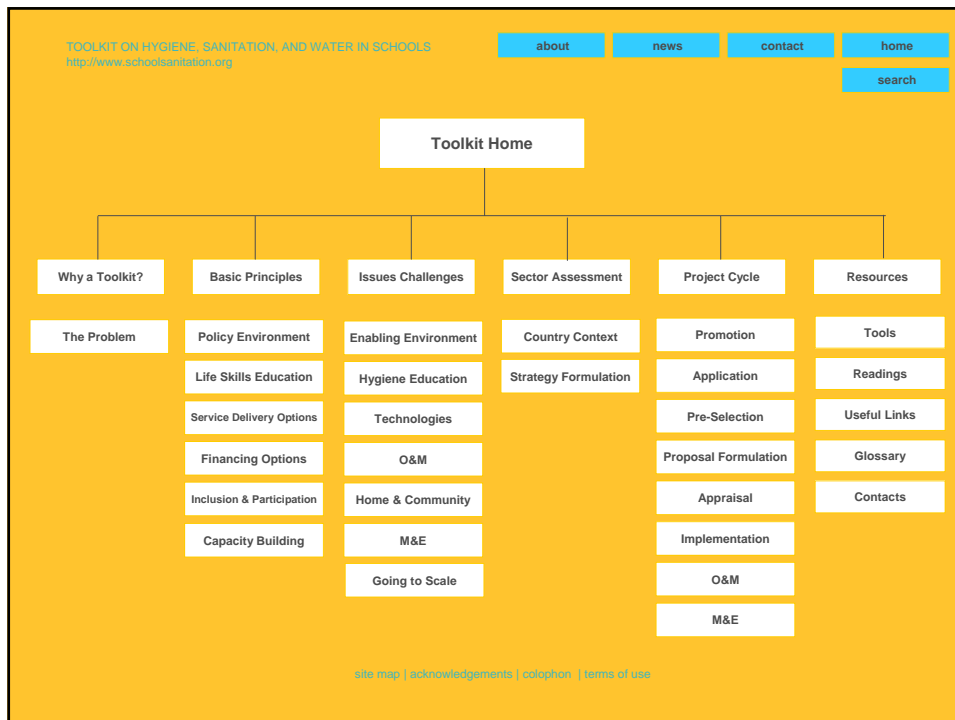 TOOLKIT ON HYGIENE, SANITATION, AND WATER IN SCHOOLS
http://www.schoolsanitation.org
about
news
contact
home
search
Toolkit Home
Why a Toolkit?
The Problem
Basic Principles
Policy Environment
Life Skills Education
Service Delivery Options
Financing Options
Inclusion & Participation
Capacity Building
Issues Challenges
Enabling Environment
Hygiene Education
Technologies
O&M
Home & Community
M&E
Going to Scale
Sector Assessment
Country Context
Strategy Formulation
Project Cycle
Promotion
Application
Pre-Selection
Proposal Formulation
Appraisal
Implementation
O&M
M&E
Resources
Tools
Readings
Useful Links
Glossary
Contacts
site map | acknowledgements | colophon | terms of use